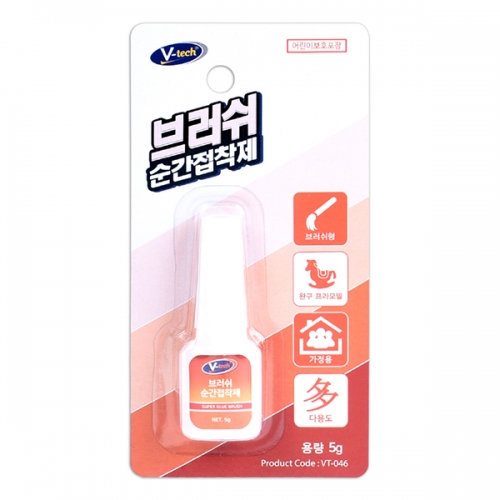 V-tech
어린이보호포장
브러쉬
순간접착제
브러쉬형
완구 프라모델
가정용
多
다용도
V-tech
브러쉬
순간접착제
SUPER GLUE BRUSH
NET. 5g
용량 5g
Product Code : VT-046